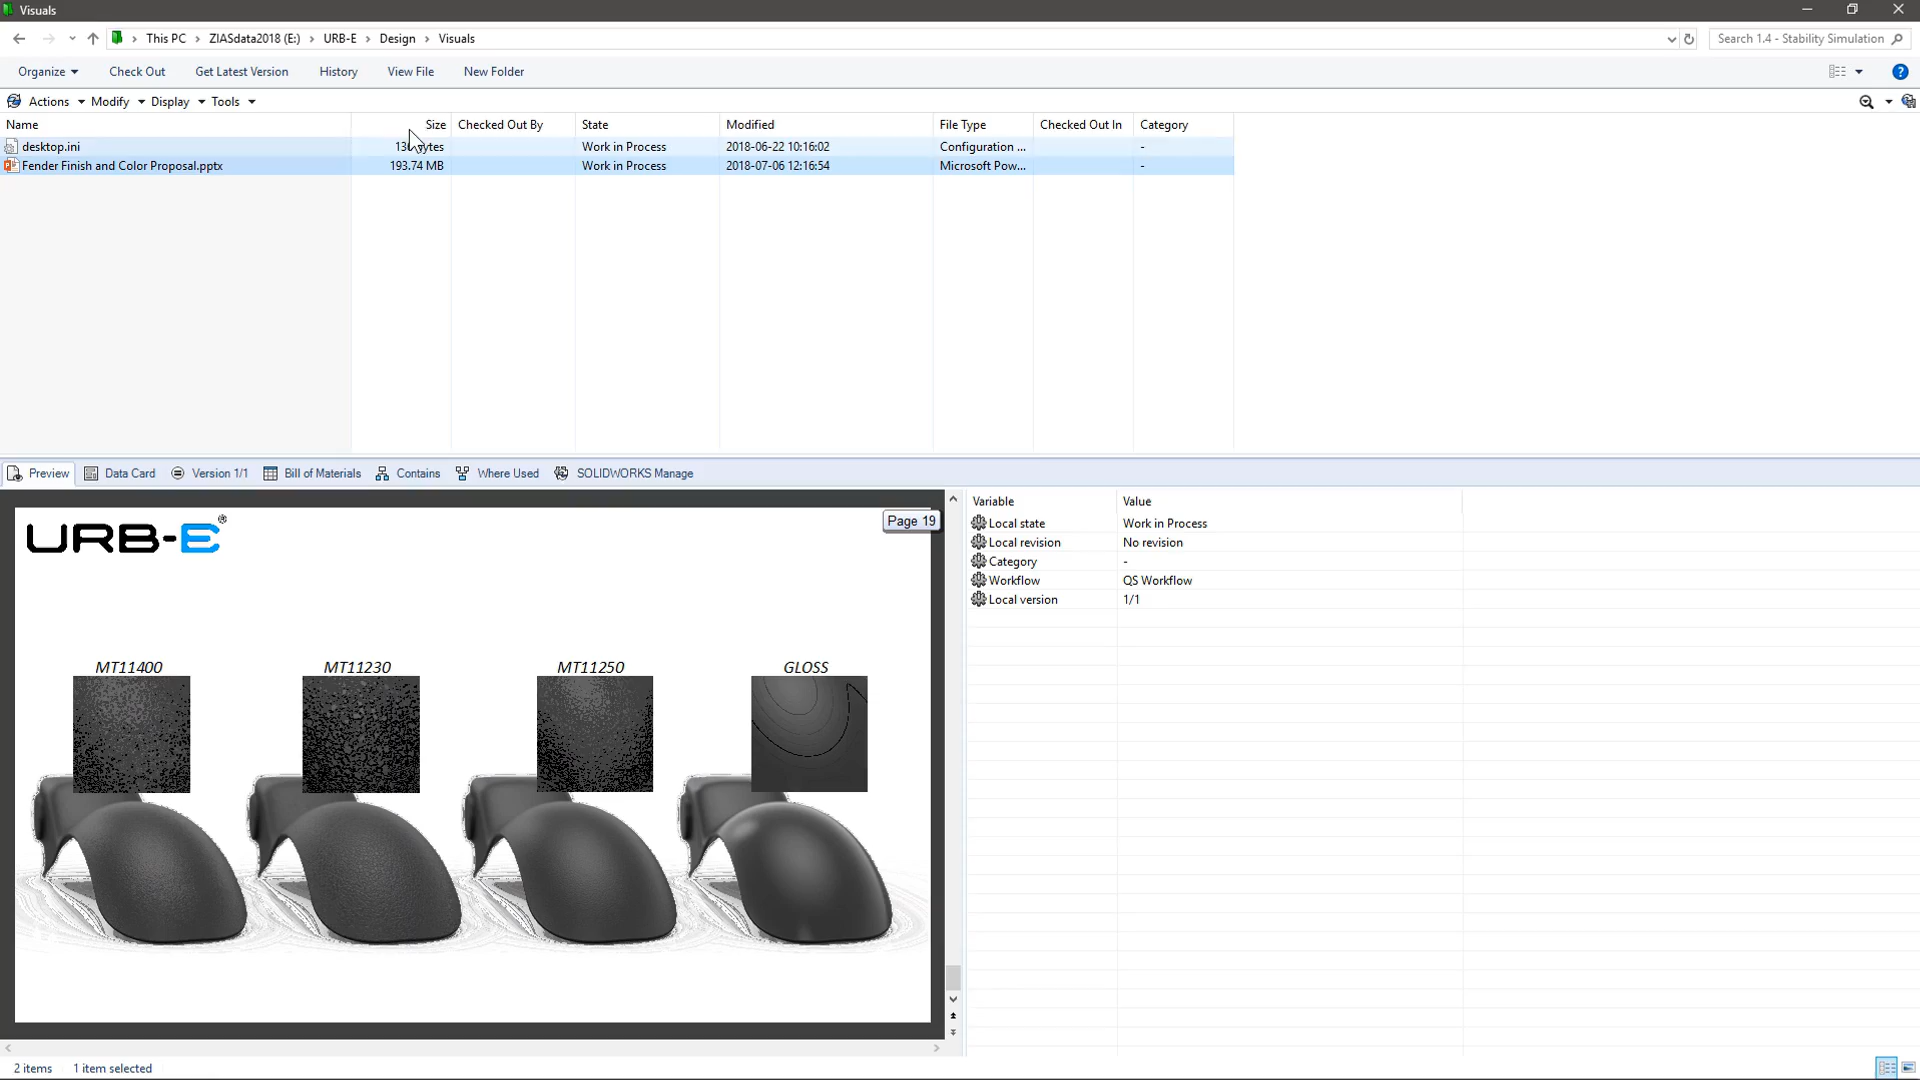 Visuals
This PC > ZIASdata2018 (E:) > URB-E > Design > Visuals
Search 1.4 - Stability Simulation
Organize Check Out Get Latest Version History View File New Folder
Actions Modify Display Tools
Name Size Checked Out By State Modified File Type Checked Out In Category
desktop.ini Work in Process 2018-06-22 10:16:02 Configuration ... -
Fender Finish and Color Proposal.pptx 193.74 MB Work in Process 2018-07-06 12:16:54 Microsoft Pow... -
Preview Data Card Version 1/1 Bill of Materials Contains Where Used SOLIDWORKS Manage
URB-E®
Page 19
MT11400 MT11230 MT11250 GLOSS
Variable Value
Local state Work in Process
Local revision No revision
Category -
Workflow QS Workflow
Local version 1/1
2 items 1 item selected